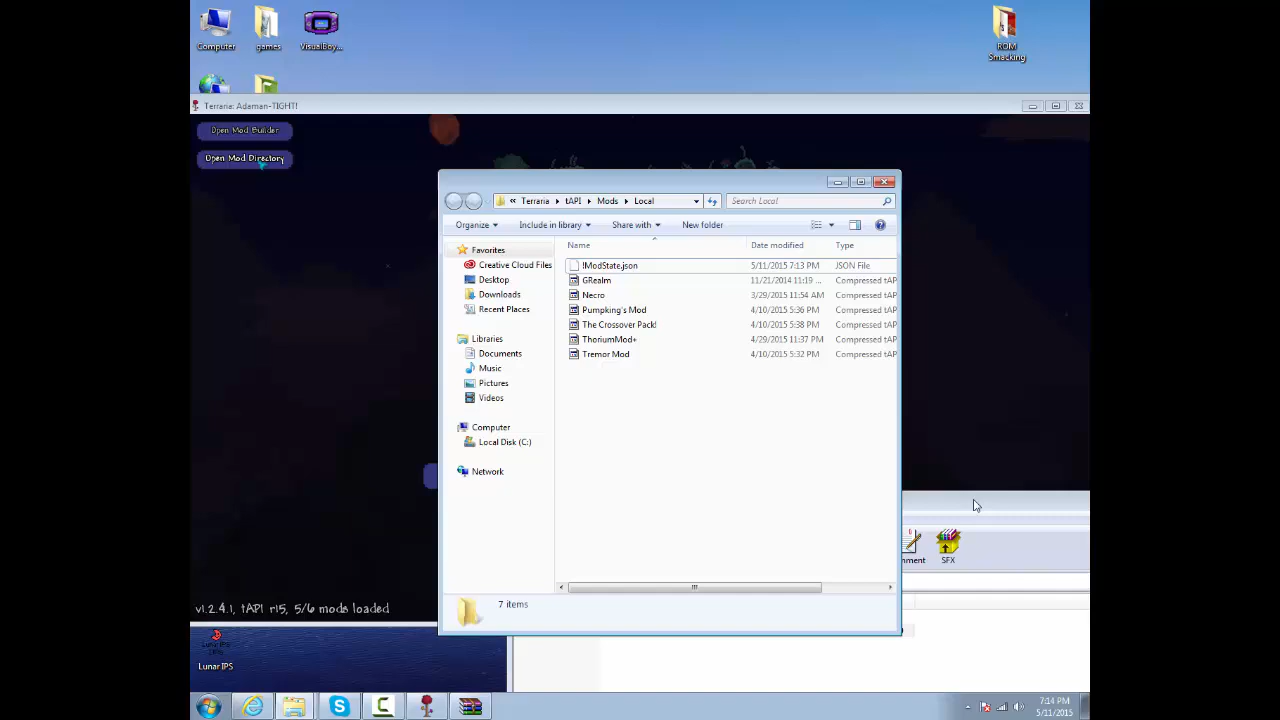 Computer
games
VisualBoy...
ROM
Smacking
Terraria: Adaman-TIGHT!
Open Mod Builder
Open Mod Directory
« Terraria tAPI Mods Local
Search Local
Organize
Include in library
Share with
New folder
Name
Date modified
Type
Favorites
Creative Cloud Files
Desktop
Downloads
Recent Places
Libraries
Documents
Music
Pictures
Videos
Computer
Local Disk (C:)
Network
!ModState.json 5/11/2015 7:13 PM JSON File
GRealm 11/21/2014 11:19 ... Compressed tAP
Necro 3/29/2015 11:54 AM Compressed tAP
Pumpking's Mod 4/10/2015 5:36 PM Compressed tAP
The Crossover Pack! 4/10/2015 5:38 PM Compressed tAP
ThoriumMod+ 4/29/2015 11:37 PM Compressed tAP
Tremor Mod 4/10/2015 5:32 PM Compressed tAP
7 items
mment
SFX
v1.2.4.1, tAPI r15, 5/6 mods loaded
Lunar IPS
7:14 PM
5/11/2015